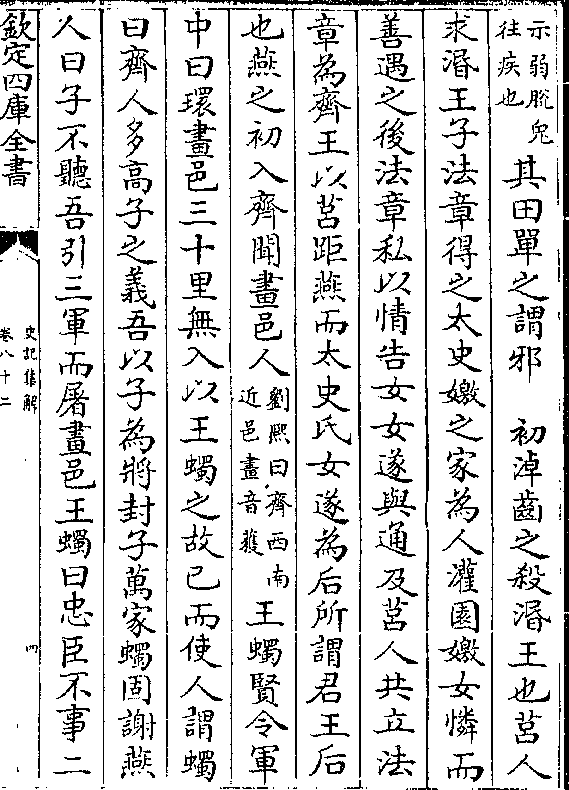 示弱脫兔
往疾也
其田單之謂邪　初淖齒之殺湣王也莒人
求湣王子法章得之太史嬓之家為人灌園嬓女憐而
善遇之後法章私以情告女女遂與通及莒人共立法
章為齊王以莒距燕而太史氏女遂為后所謂君王后
也燕之初入齊聞畫邑人
劉熙曰齊西南
近邑畫音獲
王蠋賢令軍
中曰環畫邑三十里無入以王蠋之故已而使人謂蠋
曰齊人多高子之義吾以子為將封子萬家蠋固謝燕
人曰子不聽吾引三軍而屠畫邑王蠋曰忠臣不事二
欽定四庫全書
史記集解
卷八十二
四